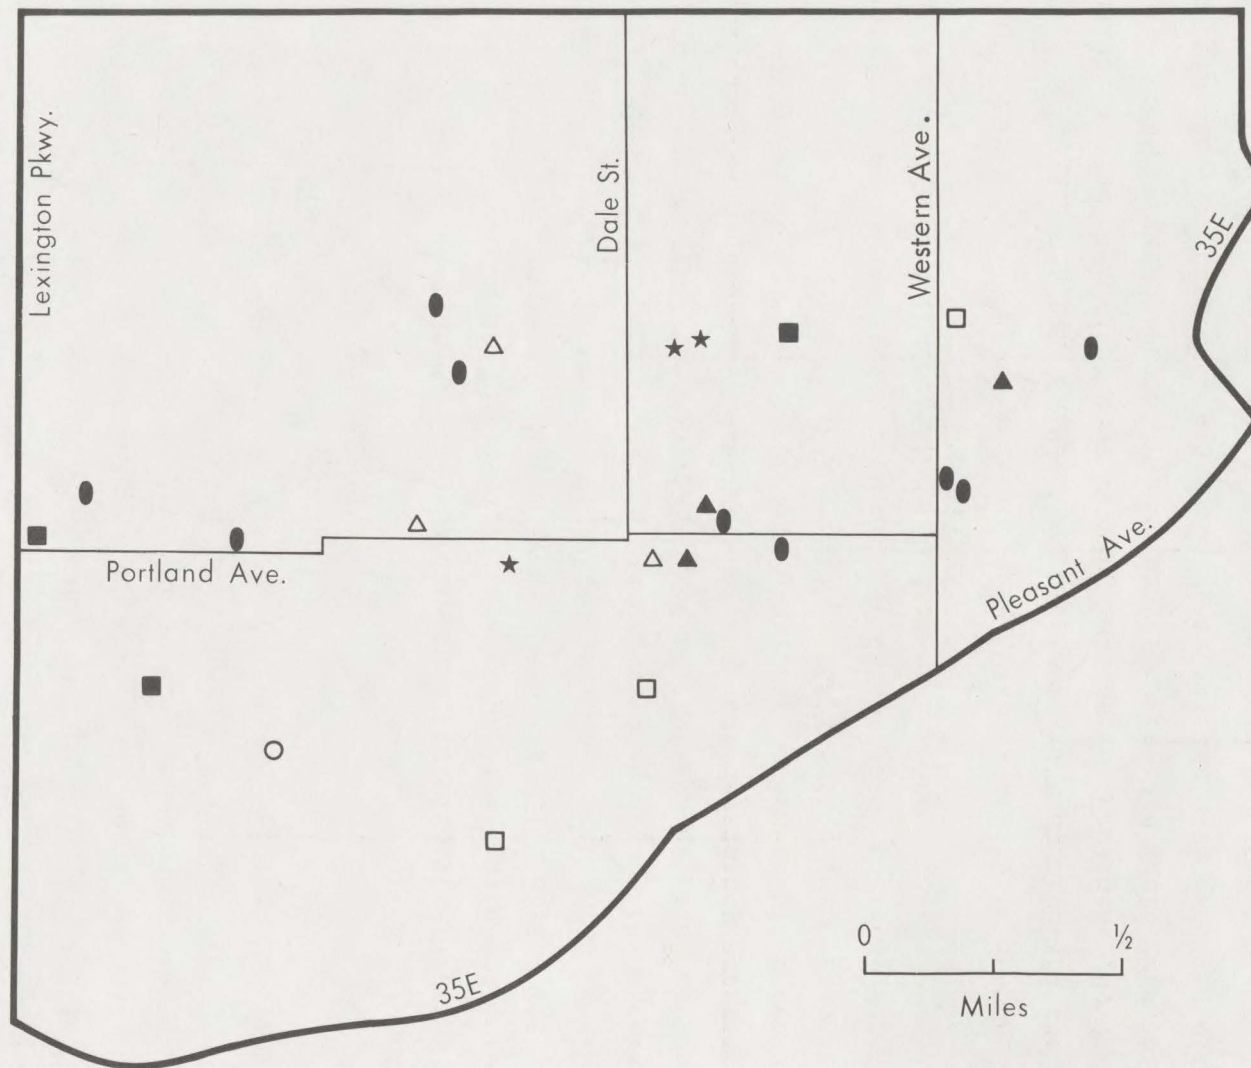 Lexington Pkwy.
Dale St.
Western Ave.
35E
Portland Ave.
Pleasant Ave.
35E
0 ½
Miles